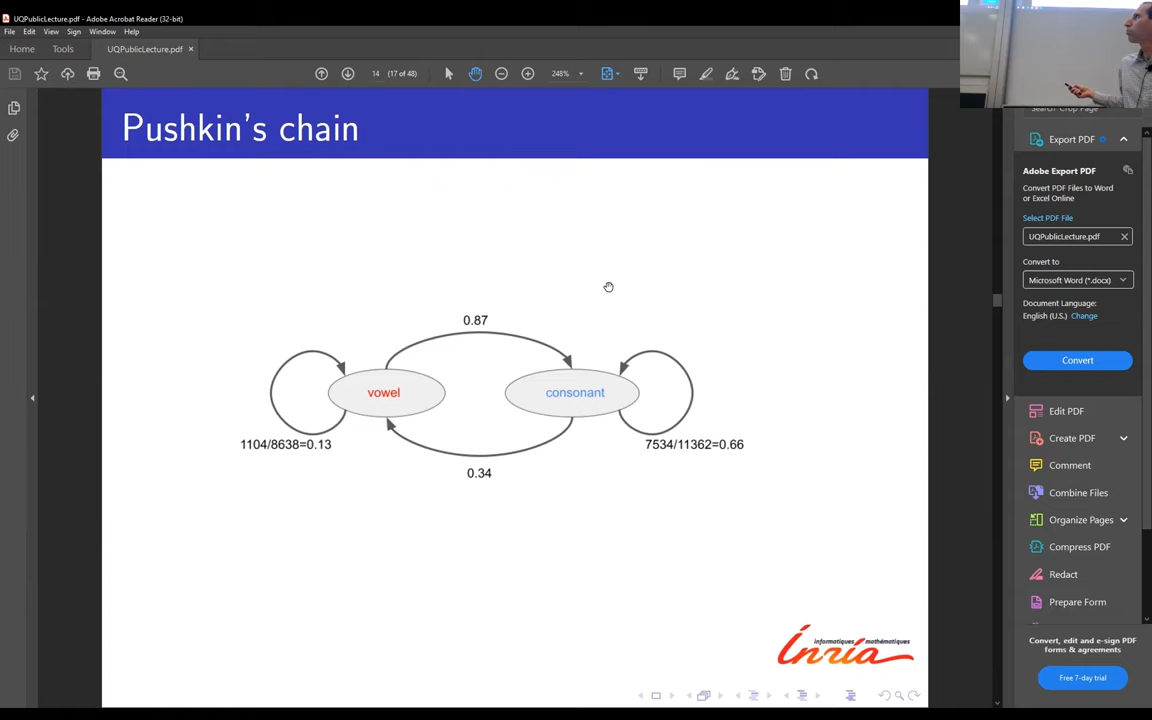 UQPublicLecture.pdf - Adobe Acrobat Reader (32-bit)
File Edit View Sign Window Help
Home Tools UQPublicLecture.pdf ×
14 (17 of 48) 248%
Pushkin's chain
0.87
vowel consonant
1104/8638=0.13 7534/11362=0.66
0.34
informatiques mathématiques
Inria
Export PDF
Adobe Export PDF
Convert PDF Files to Word
or Excel Online
Select PDF File
UQPublicLecture.pdf
Convert to
Microsoft Word (*.docx)
Document Language:
English (U.S.) Change
Convert
Edit PDF
Create PDF
Comment
Combine Files
Organize Pages
Compress PDF
Redact
Prepare Form
Convert, edit and e-sign PDF
forms & agreements
Free 7-day trial